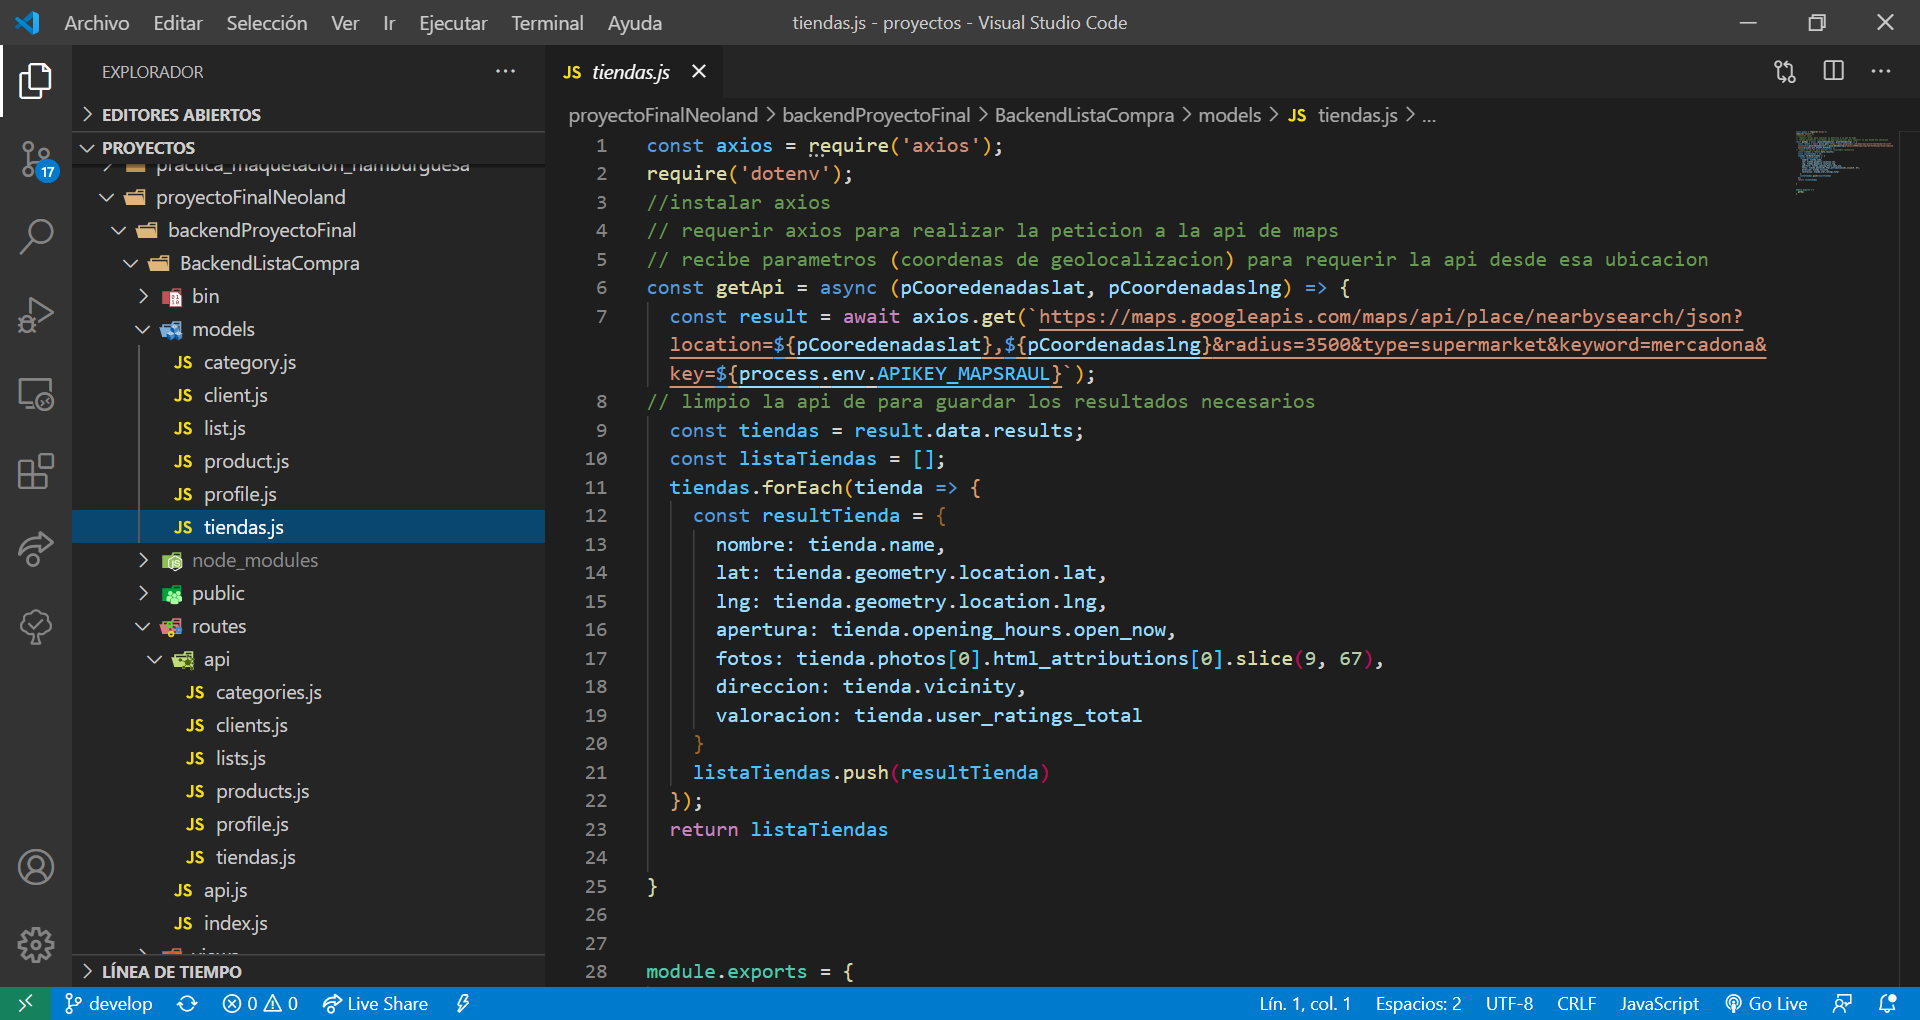 Archivo Editar Selección Ver Ir Ejecutar Terminal Ayuda
tiendas.js - proyectos - Visual Studio Code
EXPLORADOR
EDITORES ABIERTOS
PROYECTOS
practica_maquetacion_hamburguesa
proyectoFinalNeoland
backendProyectoFinal
BackendListaCompra
bin
models
JS category.js
JS client.js
JS list.js
JS product.js
JS profile.js
JS tiendas.js
node_modules
public
routes
api
JS categories.js
JS clients.js
JS lists.js
JS products.js
JS profile.js
JS tiendas.js
JS api.js
JS index.js
views
LÍNEA DE TIEMPO
17
JS tiendas.js
proyectoFinalNeoland > backendProyectoFinal > BackendListaCompra > models > JS tiendas.js > ...
1 const axios = require('axios');
2 require('dotenv');
3 //instalar axios
4 // requerir axios para realizar la peticion a la api de maps
5 // recibe parametros (coordenas de geolocalizacion) para requerir la api desde esa ubicacion
6 const getApi = async (pCooredenadaslat, pCoordenadaslng) => {
7 const result = await axios.get(`https://maps.googleapis.com/maps/api/place/nearbysearch/json?
location=${pCooredenadaslat},${pCoordenadaslng}&radius=3500&type=supermarket&keyword=mercadona&
key=${process.env.APIKEY_MAPSRAUL}`);
8 // limpio la api de para guardar los resultados necesarios
9 const tiendas = result.data.results;
10 const listaTiendas = [];
11 tiendas.forEach(tienda => {
12 const resultTienda = {
13 nombre: tienda.name,
14 lat: tienda.geometry.location.lat,
15 lng: tienda.geometry.location.lng,
16 apertura: tienda.opening_hours.open_now,
17 fotos: tienda.photos[0].html_attributions[0].slice(9, 67),
18 direccion: tienda.vicinity,
19 valoracion: tienda.user_ratings_total
20 }
21 listaTiendas.push(resultTienda)
22 });
23 return listaTiendas
24
25 }
26
27
28 module.exports = {
develop 0 0 Live Share
Lín. 1, col. 1 Espacios: 2 UTF-8 CRLF JavaScript Go Live